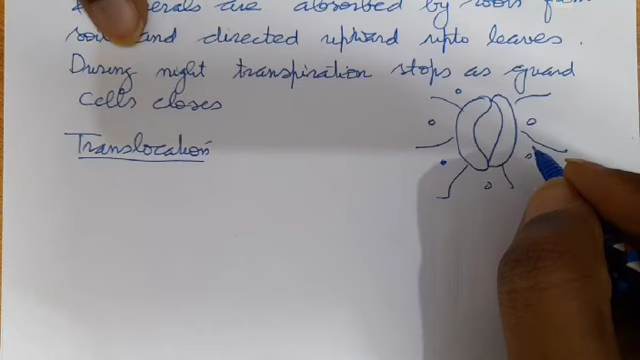 minerals are absorbed by roots from
soil and directed upward upto leaves.
During night transpiration stops as guard
cells closes
Translocation